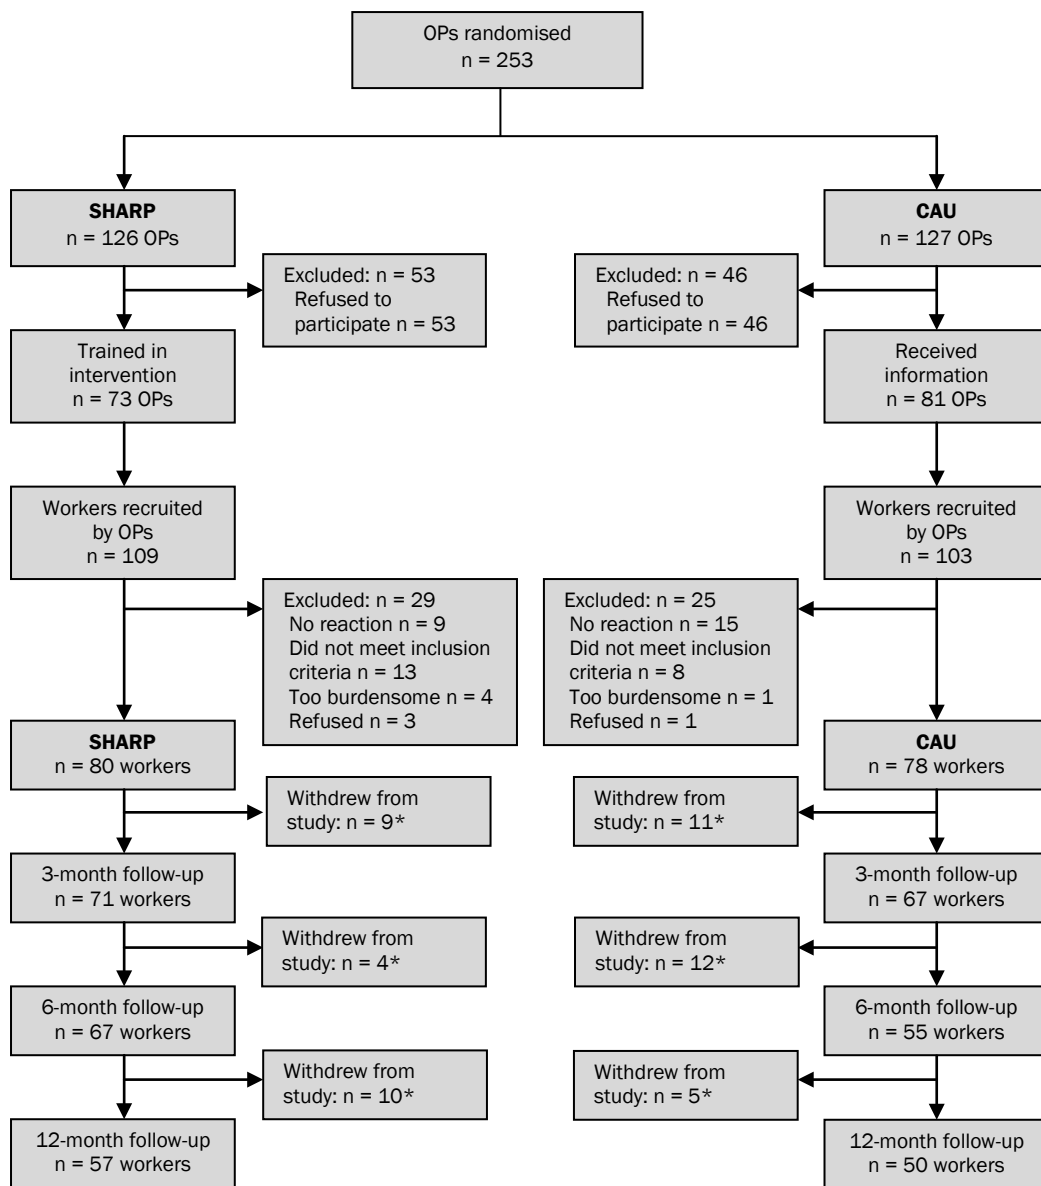 OPs randomised
n = 253
SHARP
n = 126 OPs
CAU
n = 127 OPs
Excluded: n = 53
Refused to
participate n = 53
Excluded: n = 46
Refused to
participate n = 46
Trained in
intervention
n = 73 OPs
Received
information
n = 81 OPs
Workers recruited
by OPs
n = 109
Workers recruited
by OPs
n = 103
Excluded: n = 29
No reaction n = 9
Did not meet inclusion
criteria n = 13
Too burdensome n = 4
Refused n = 3
Excluded: n = 25
No reaction n = 15
Did not meet inclusion
criteria n = 8
Too burdensome n = 1
Refused n = 1
SHARP
n = 80 workers
CAU
n = 78 workers
Withdrew from
study: n = 9*
Withdrew from
study: n = 11*
3-month follow-up
n = 71 workers
3-month follow-up
n = 67 workers
Withdrew from
study: n = 4*
Withdrew from
study: n = 12*
6-month follow-up
n = 67 workers
6-month follow-up
n = 55 workers
Withdrew from
study: n = 10*
Withdrew from
study: n = 5*
12-month follow-up
n = 57 workers
12-month follow-up
n = 50 workers